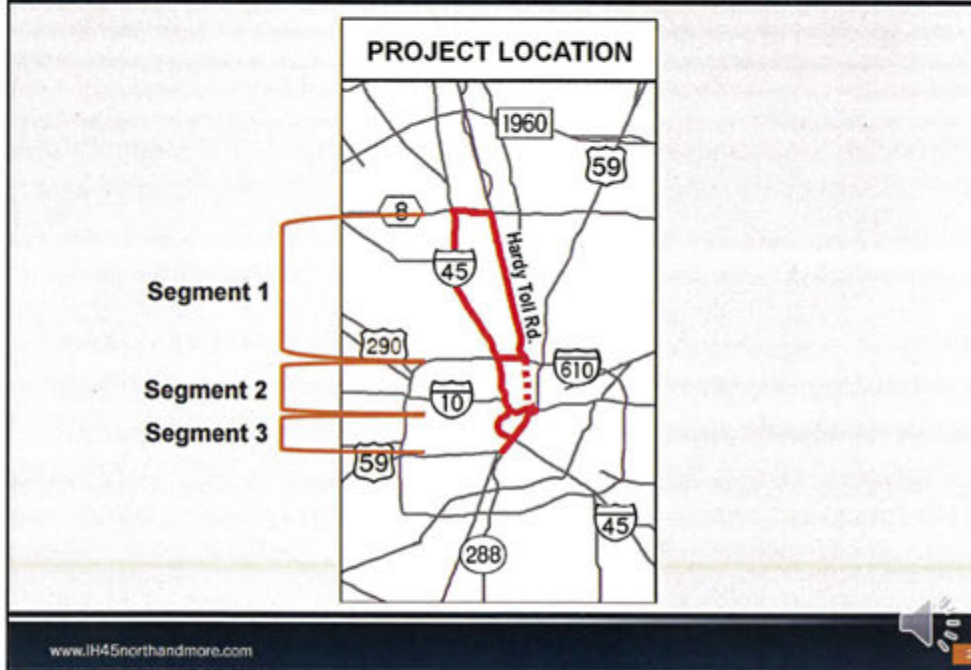 PROJECT LOCATION
1960
59
8
45
Hardy Toll Rd.
Segment 1
290
610
Segment 2
10
Segment 3
59
45
288
www.IH45northandmore.com